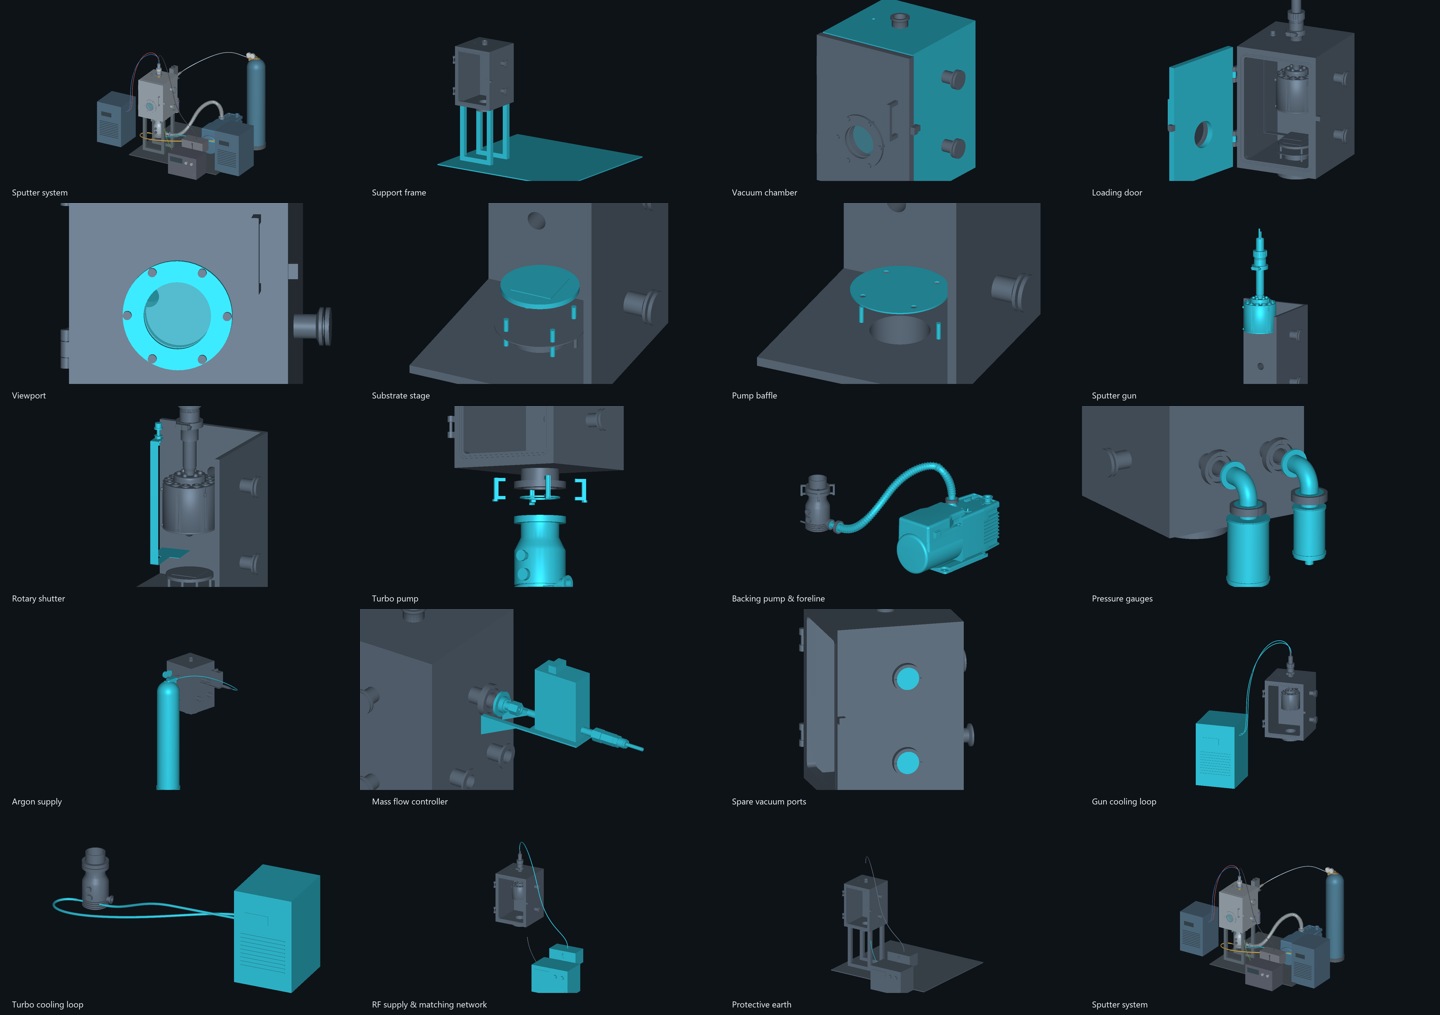 Sputter system
Support frame
Vacuum chamber
Loading door
Viewport
Substrate stage
Pump baffle
Sputter gun
Rotary shutter
Turbo pump
Backing pump & foreline
Pressure gauges
Argon supply
Mass flow controller
Spare vacuum ports
Gun cooling loop
Turbo cooling loop
RF supply & matching network
Protective earth
Sputter system